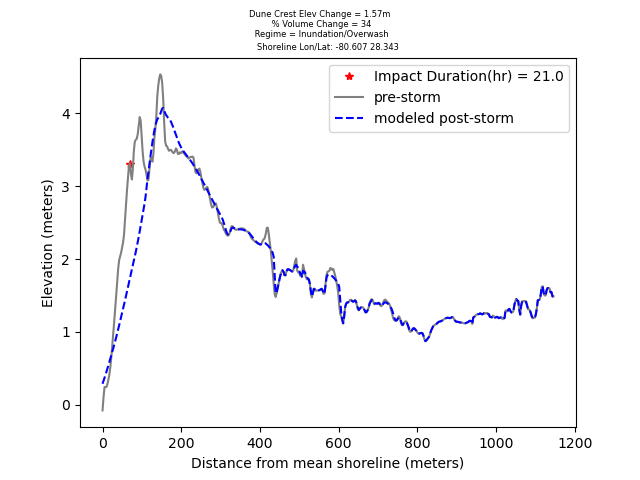 Dune Crest Elev Change = 1.57m
% Volume Change = 34
Regime = Inundation/Overwash
Shoreline Lon/Lat: -80.607 28.343
Impact Duration(hr) = 21.0
pre-storm
modeled post-storm
Elevation (meters)
4
3
2
1
0
0 200 400 600 800 1000 1200
Distance from mean shoreline (meters)